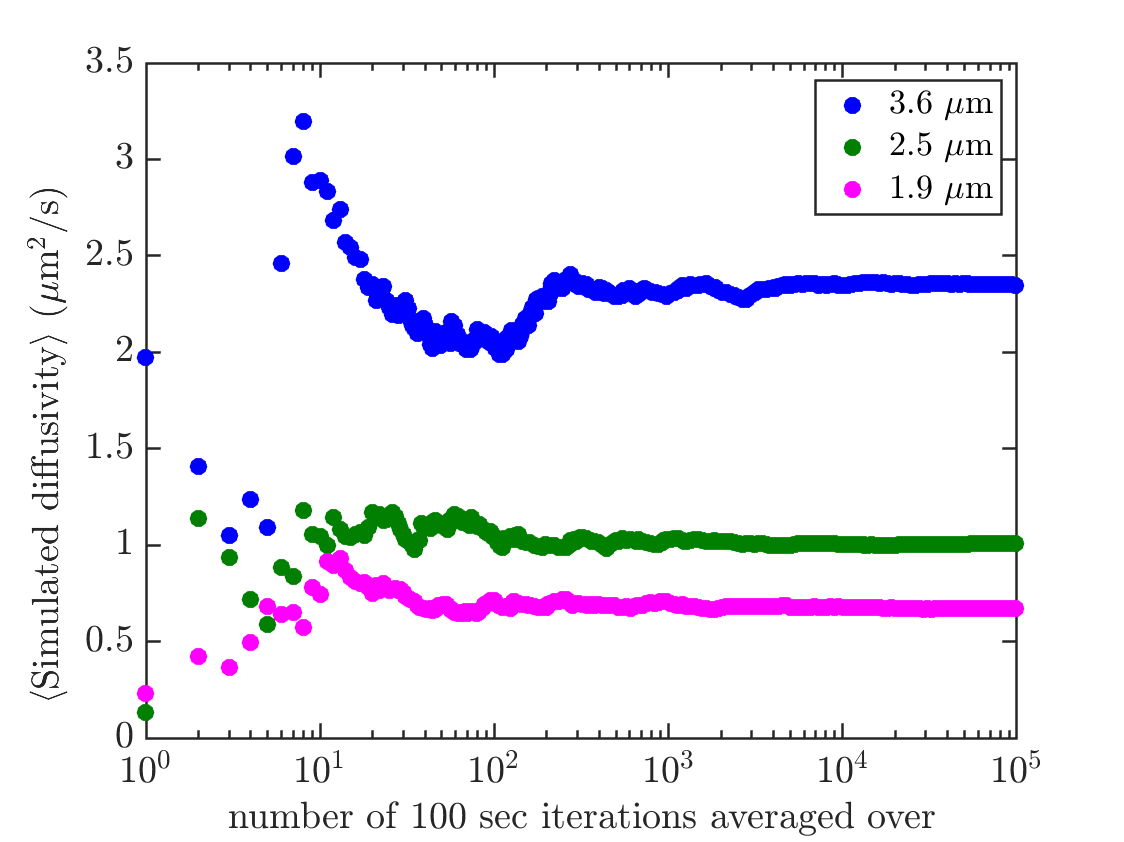 3.5
3
2.5
2
1.5
1
0.5
0
⟨Simulated diffusivity⟩ (μm²/s)
3.6 μm
2.5 μm
1.9 μm
10⁰ 10¹ 10² 10³ 10⁴ 10⁵
number of 100 sec iterations averaged over